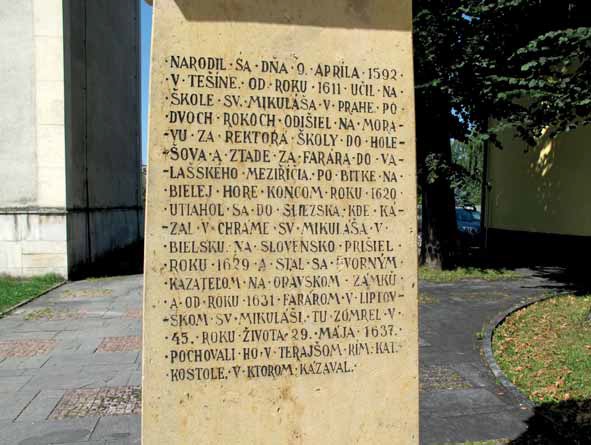 NARODIL · SA · DŇA · 9 · APRÍLA · 1592 ·
V · TEŠÍNE · OD · ROKU · 1611 · UČIL · NA ·
ŠKOLE · SV. MIKULÁŠA · V · PRAHE · PO ·
DVOCH · ROKOCH · ODIŠIEL · NA · MORA-
VU · ZA · REKTORA · ŠKOLY · DO · HOLE-
ŠOVA · A · ZTADE · ZA · FARÁRA · DO · VA-
LAŠSKÉHO · MEZIŘÍČIA · PO · BITKE · NA ·
BIELEJ · HORE · KONCOM · ROKU · 1620 ·
UTIAHOL · SA · DO · SLIEZSKA · KDE · KÁ-
ZAL · V · CHRÁME · SV. MIKULÁŠA · V ·
BIELSKU · NA · SLOVENSKO · PRIŠIEL ·
ROKU · 1629 · A · STAL · SA · DVORNÝM ·
KAZATEĽOM · NA · ORAVSKOM · ZÁMKU ·
A · OD · ROKU · 1631 · FARÁROM · V · LIPTOV-
SKOM · SV. MIKULÁŠI · TU · ZOMREL · V ·
45 · ROKU · ŽIVOTA · 29 · MÁJA · 1637 ·
POCHOVALI · HO · V · TERAJŠOM · RÍM. KAT.
KOSTOLE, · V · KTOROM · KÁZAVAL ·